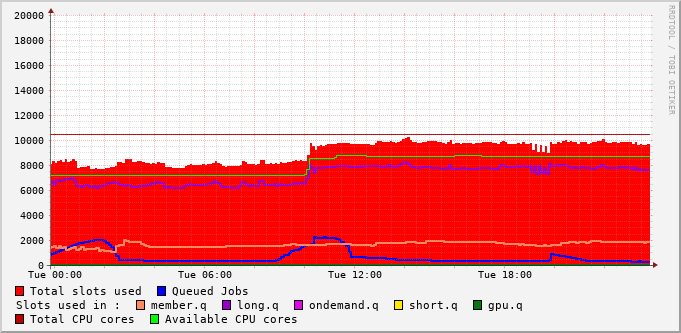 RRDTOOL / TOBI OETIKER
20000
18000
16000
14000
12000
10000
8000
6000
4000
2000
0
Tue 00:00 Tue 06:00 Tue 12:00 Tue 18:00
Total slots used Queued Jobs
Slots used in : member.q long.q ondemand.q short.q gpu.q
Total CPU cores Available CPU cores